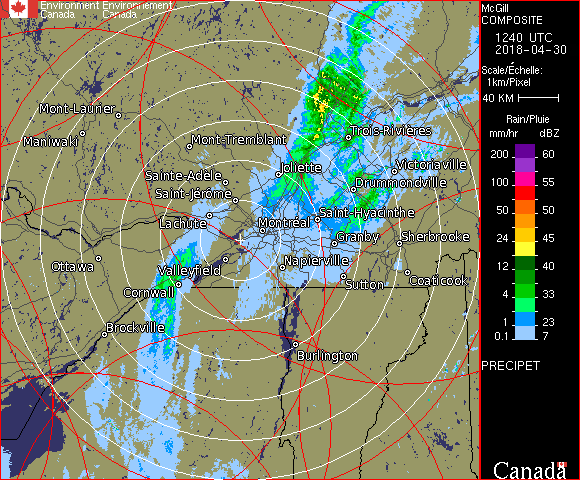 Environment Environnement
Canada Canada
McGill
COMPOSITE
1240 UTC
2018-04-30
Scale/Échelle:
1km/Pixel
40 KM
Rain/Pluie
mm/hr dBZ
200 60
100 55
50 50
24 45
12 40
4 33
1 23
0.1 7
PRECIPET
Canada
Mont-Laurier
Maniwaki
Mont-Tremblant
Trois-Rivières
Joliette
Victoriaville
Sainte-Adèle
Drummondville
Saint-Jérôme
Lachute
Montréal
Saint-Hyacinthe
Granby
Sherbrooke
Ottawa
Valleyfield
Napierville
Cornwall
Sutton
Coaticook
Brockville
Burlington